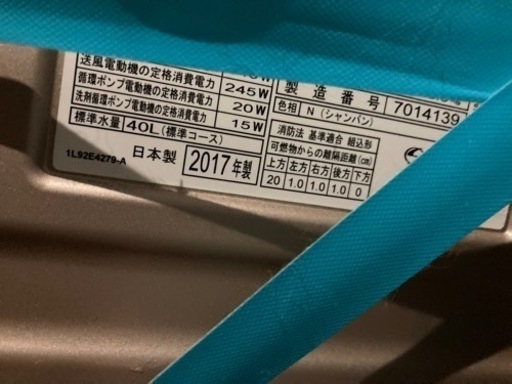 送風電動機の定格消費電力
循環ポンプ電動機の定格消費電力 245W
洗剤循環ポンプ電動機の定格消費電力 20W
標準水量 40L(標準コース) 15W
1L92E4279-A 日本製 2017年製
製造番号 7014139
色相 N (シャンパン)
消防法 基準適合 組込形
可燃物からの離隔距離(cm)
上方 左方 右方 後方 下方
20 1.0 1.0 1.0 0